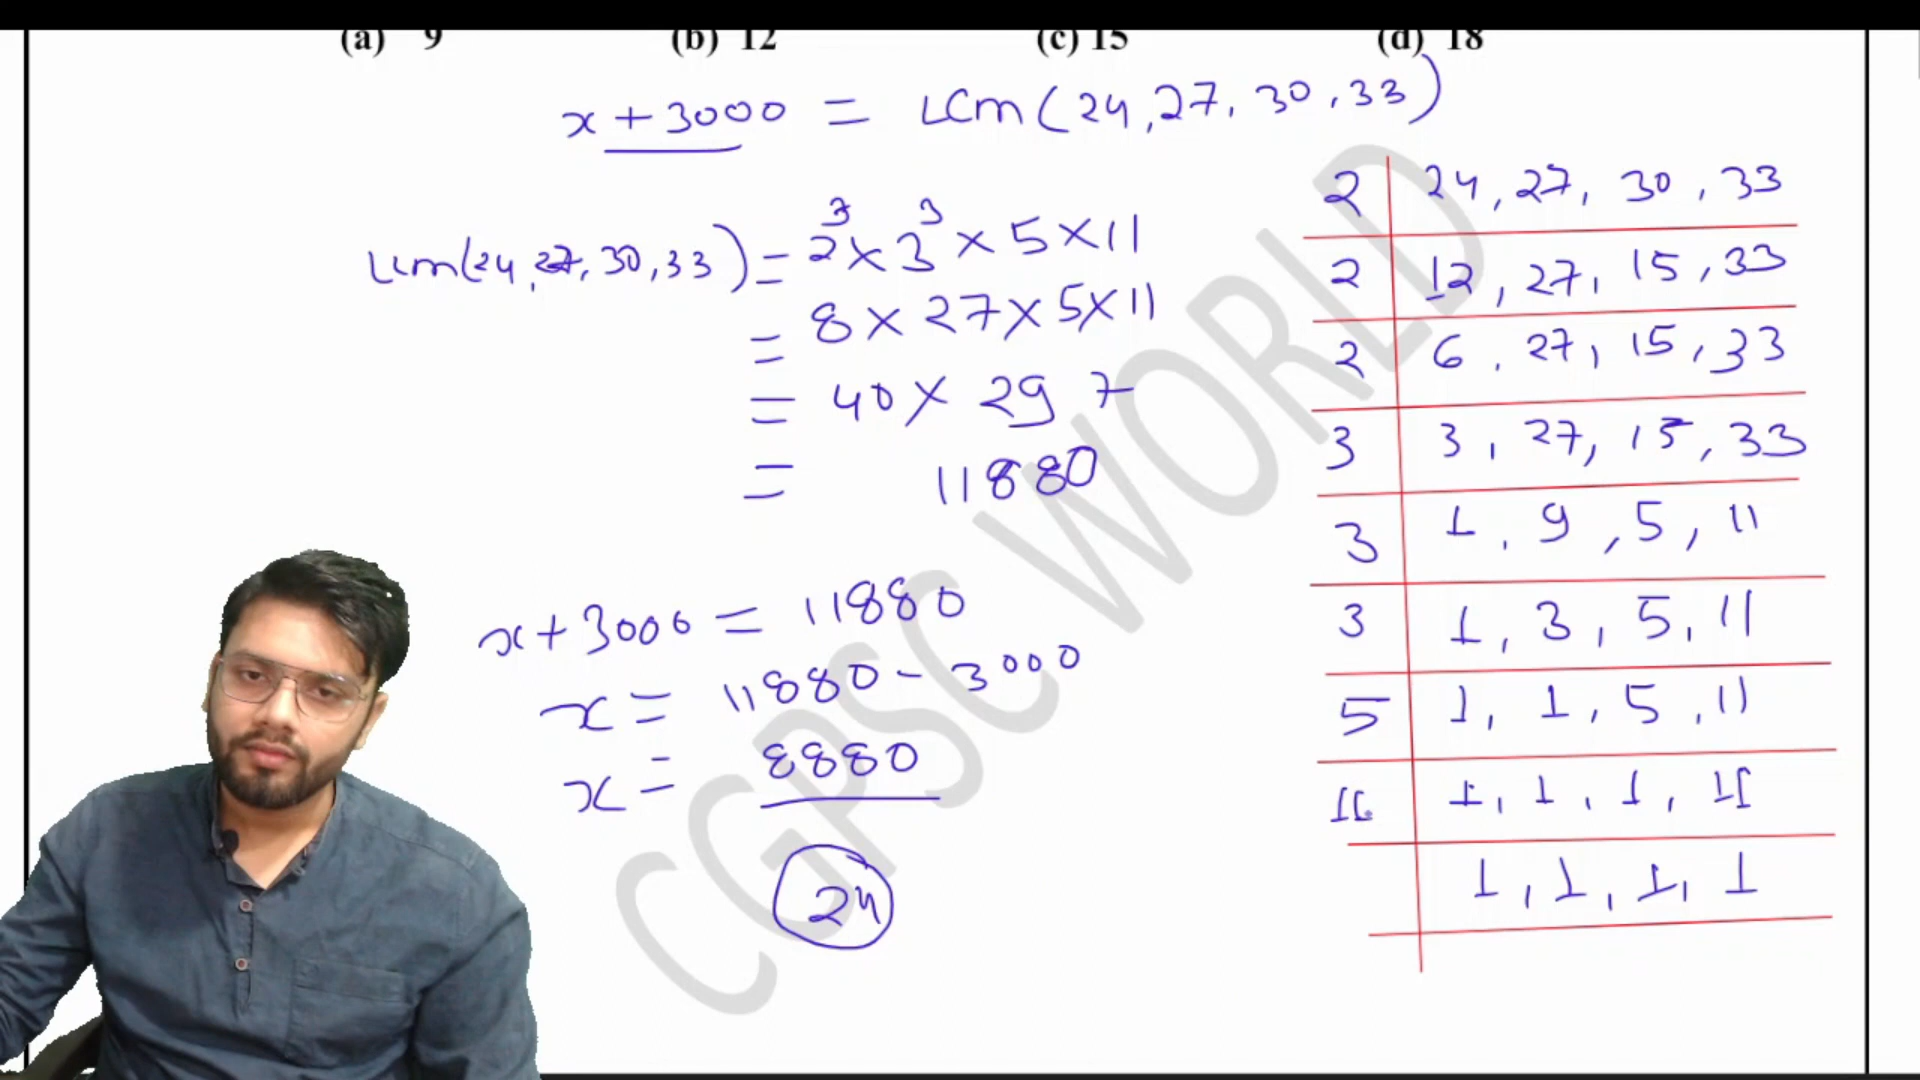 (a) 9 (b) 12 (c) 15 (d) 18
x + 3000 = LCm (24, 27, 30, 33)
Lcm(24, 27, 30, 33) = 2³ × 3³ × 5 × 11
= 8 × 27 × 5 × 11
= 40 × 297
= 11880
x + 3000 = 11880
x = 11880 - 3000
x = 8880
24
2 | 24, 27, 30, 33
2 | 12, 27, 15, 33
2 | 6, 27, 15, 33
3 | 3, 27, 15, 33
3 | 1, 9, 5, 11
3 | 1, 3, 5, 11
5 | 1, 1, 5, 11
11 | 1, 1, 1, 11
1, 1, 1, 1
CGPSC WORLD